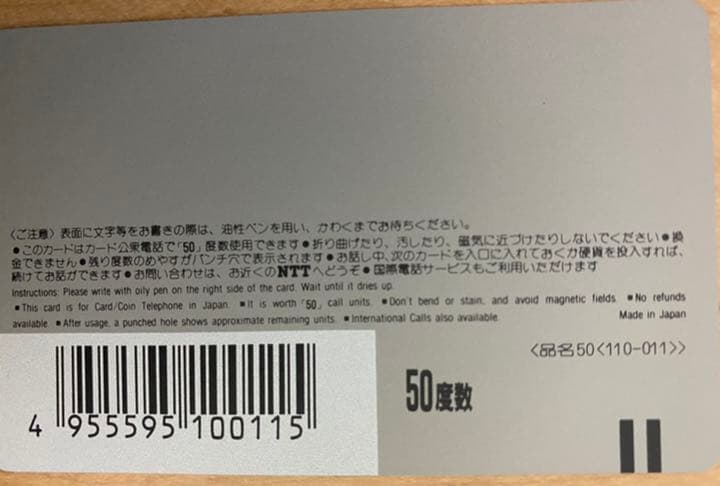 〈ご注意〉表面に文字等をお書きの際は、油性ペンを用い、かわくまでお待ちください。
●このカードはカード公衆電話で「50」度数使用できます●折り曲げたり、汚したり、磁気に近づけたりしないでください●換
金できません●残り度数のめやすがパンチ穴で表示されます●お話し中、次のカードを入口に入れておくか硬貨を投入すれば、
続けてお話ができます●お問い合わせは、お近くのNTTへどうぞ●国際電話サービスもご利用いただけます
Instructions: Please write with oily pen on the right side of the card. Wait until it dries up.
■This card is for Card/Coin Telephone in Japan. ■It is worth「50」call units. ■Don't bend or stain, and avoid magnetic fields. ■No refunds
available. ■After usage, a punched hole shows approximate remaining units. ■International Calls also available.
Made in Japan
〈品名50〈110-011〉〉
50度数
4 955595 100115